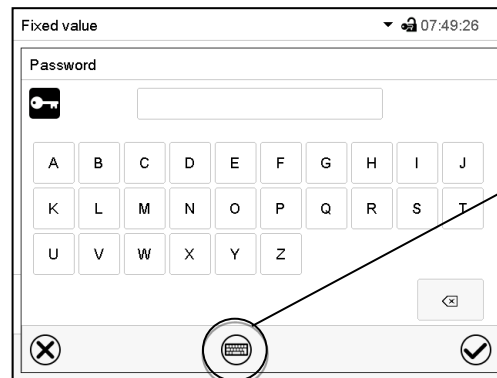 Fixed value 07:49:26
Password
A B C D E F G H I J
K L M N O P Q R S T
U V W X Y Z